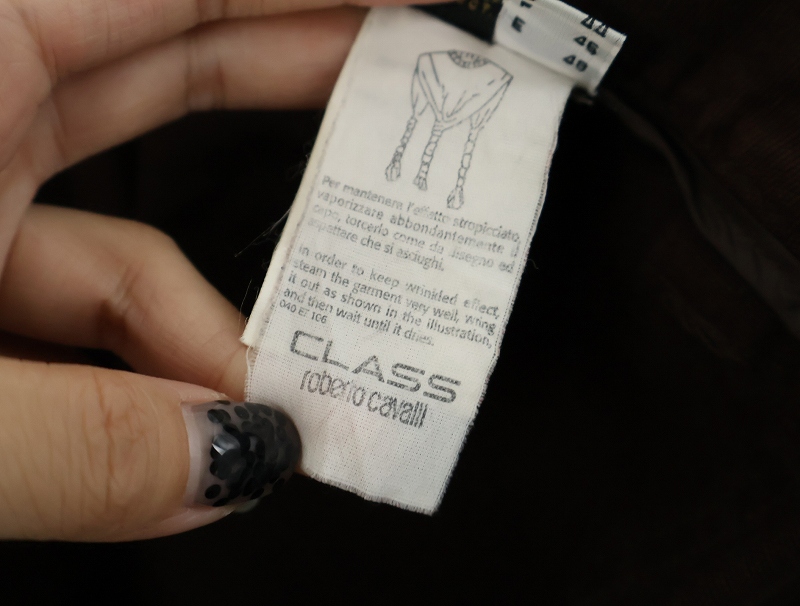 44
E 46
48
Per mantenere l'effetto stropicciato,
vaporizzare abbondantemente il
capo, torcerlo come da disegno ed
aspettare che si asciughi.
In order to keep wrinkled effect,
steam the garment very well, wring
it out as shown in the illustration,
and then wait until it dries.
040 ET 106
CLASS
roberto cavalli